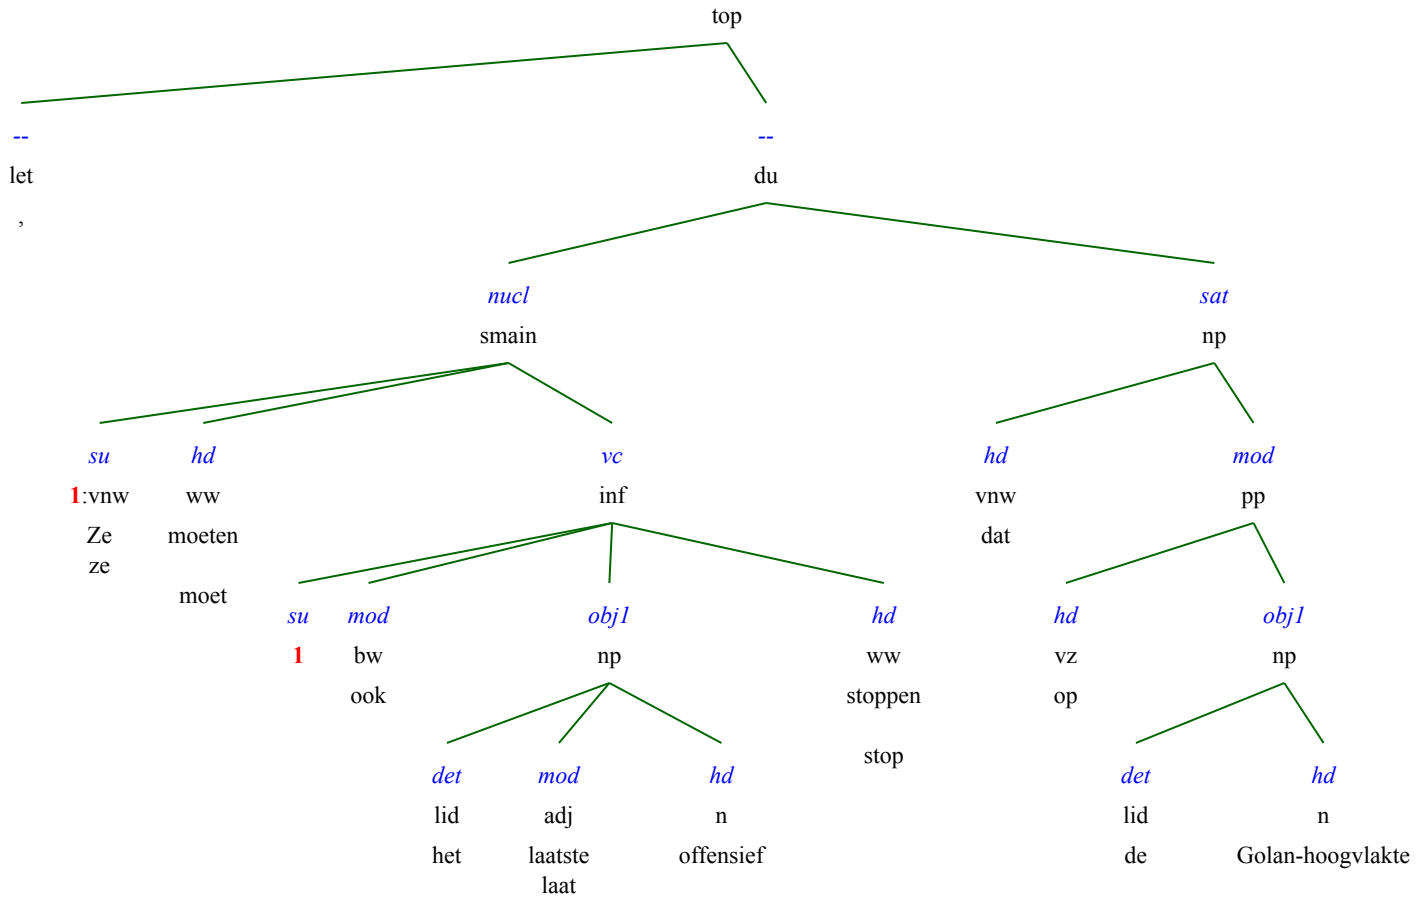 top
-- --
let du
,
nucl sat
smain np
su hd vc hd mod
1:vnw ww inf vnw pp
Ze moeten dat
ze
moet
su mod obj1 hd hd obj1
1 bw np ww vz np
ook stoppen op
stop
det mod hd det hd
lid adj n lid n
het laatste offensief de Golan-hoogvlakte
laat